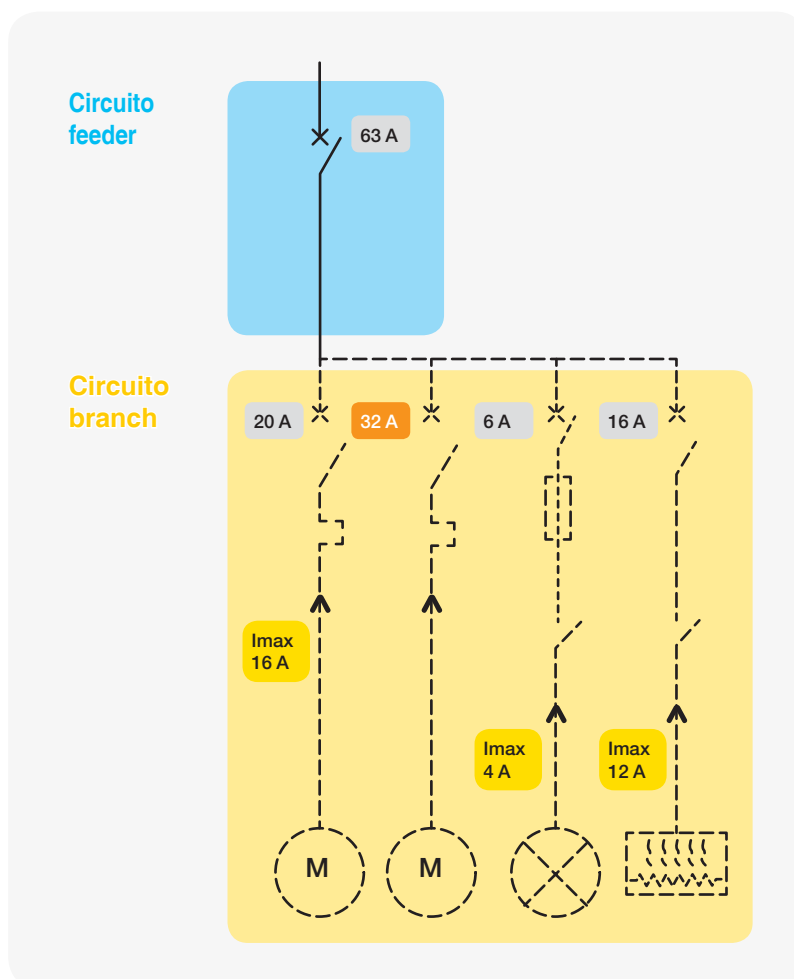 Circuito
feeder
63 A
Circuito
branch
20 A
32 A
6 A
16 A
Imax
16 A
Imax
4 A
Imax
12 A
M
M